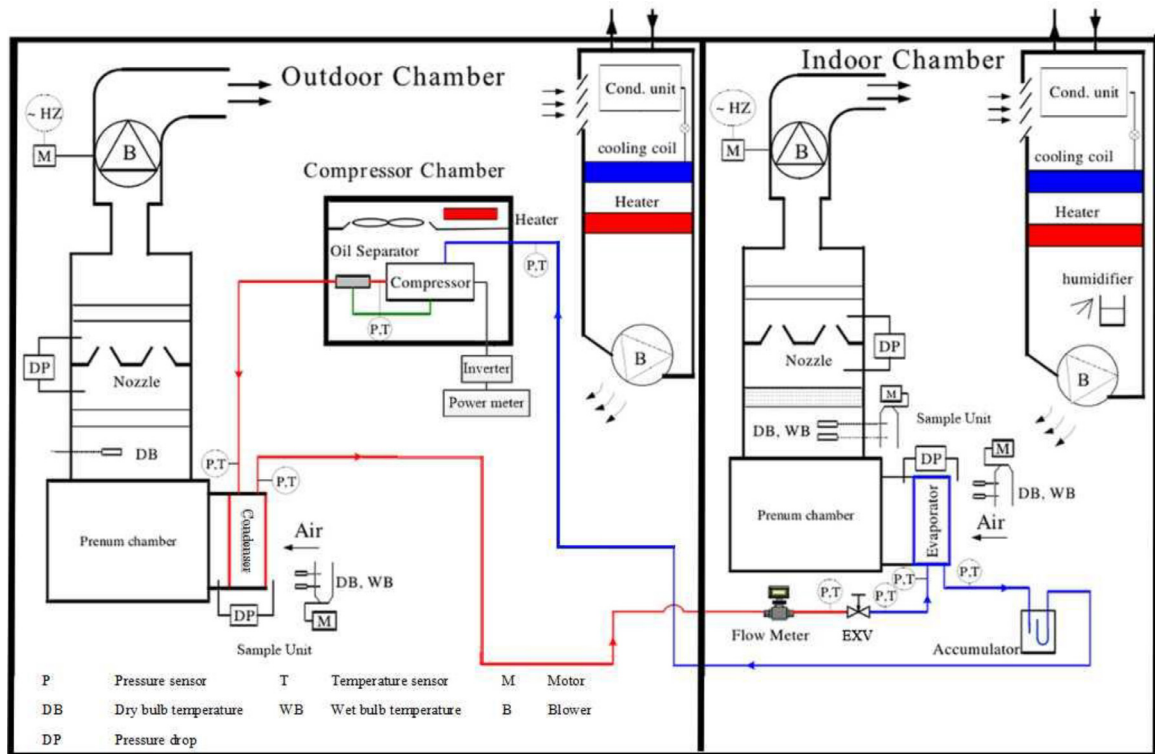 Outdoor Chamber
Indoor Chamber
~ HZ
M
B
Cond. unit
cooling coil
Heater
B
Compressor Chamber
Heater
Oil Separator
Compressor
P,T
P,T
Inverter
Power meter
DP
Nozzle
DB
P,T
P,T
Prenum chamber
Condensor
Air
DB, WB
M
DP
Sample Unit
~ HZ
M
B
Cond. unit
cooling coil
Heater
humidifier
B
DP
Nozzle
M
Sample Unit
DB, WB
DP
M
DB, WB
Prenum chamber
Evaporator
Air
P,T
P,T
P,T
P,T
Flow Meter
EXV
Accumulator
P Pressure sensor T Temperature sensor M Motor
DB Dry bulb temperature WB Wet bulb temperature B Blower
DP Pressure drop